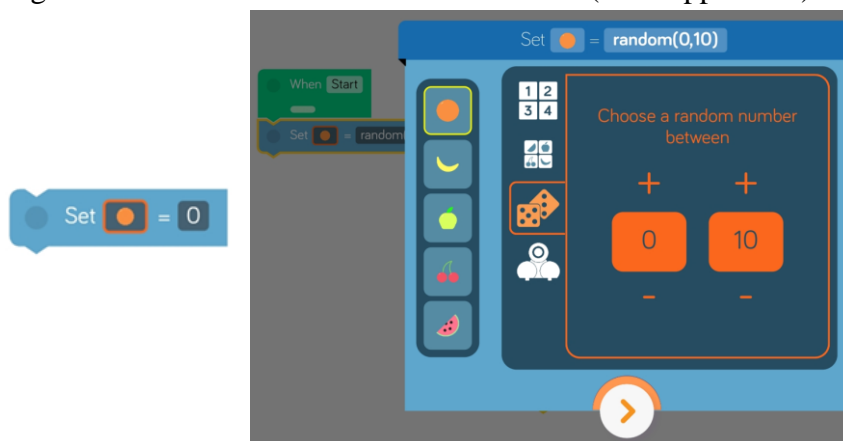 Set = 0
When Start
Set = random(
Set = random(0,10)
1 2
3 4
Choose a random number
between
+ +
0 10
- -